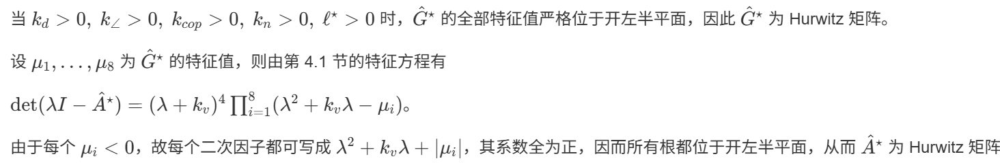 当 $k_d > 0,\ k_\angle > 0,\ k_{cop} > 0,\ k_n > 0,\ \ell^\star > 0$ 时，$\hat{G}^\star$ 的全部特征值严格位于开左半平面，因此 $\hat{G}^\star$ 为 Hurwitz 矩阵。
设 $\mu_1, \ldots, \mu_8$ 为 $\hat{G}^\star$ 的特征值，则由第 4.1 节的特征方程有
$\det(\lambda I - \hat{A}^\star) = (\lambda + k_v)^4 \prod_{i=1}^{8} (\lambda^2 + k_v \lambda - \mu_i)$。
由于每个 $\mu_i < 0$，故每个二次因子都可写成 $\lambda^2 + k_v \lambda + |\mu_i|$，其系数全为正，因而所有根都位于开左半平面，从而 $\hat{A}^\star$ 为 Hurwitz 矩阵